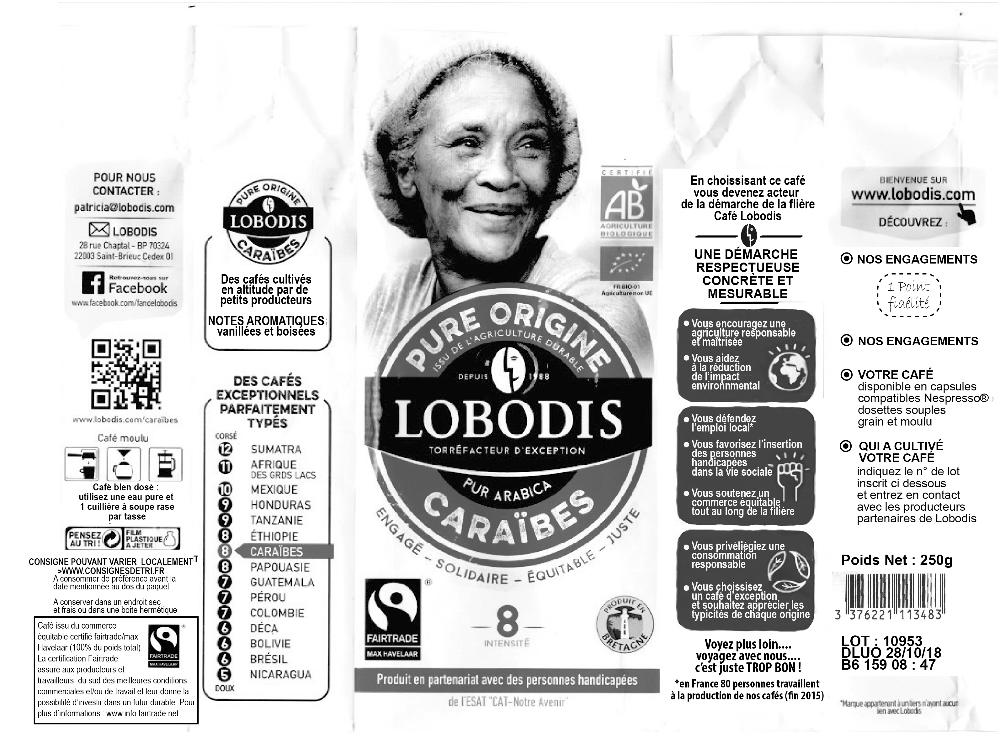 POUR NOUS
CONTACTER :
patricia@lobodis.com
LOBODIS
28 rue Chaptal - BP 70324
22003 Saint-Brieuc Cedex 01
Retrouvez-nous sur
Facebook
www.facebook.com/fandelobodis
www.lobodis.com/caraïbes
Café moulu
Café bien dosé :
utilisez une eau pure et
1 cuillière à soupe rase
par tasse
PENSEZ
AU TRI !
FILM
PLASTIQUE
A JETER
CONSIGNE POUVANT VARIER LOCALEMENT
>WWW.CONSIGNESDETRI.FR
A consommer de préférence avant la
date mentionnée au dos du paquet
A conserver dans un endroit sec
et frais ou dans une boite hermétique
Café issu du commerce
équitable certifié fairtrade/max
Havelaar (100% du poids total)
La certification Fairtrade
assure aux producteurs et
travailleurs du sud des meilleures conditions
commerciales et/ou de travail et leur donne la
possibilité d'investir dans un futur durable. Pour
plus d'informations : www.info.fairtrade.net
®
FAIRTRADE
MAX HAVELAAR
PURE ORIGINE
LOBODIS
CARAÏBES
Des cafés cultivés
en altitude par de
petits producteurs
NOTES AROMATIQUES :
vanillées et boisées
DES CAFÉS
EXCEPTIONNELS
PARFAITEMENT
TYPÉS
CORSÉ
12 SUMATRA
11 AFRIQUE
DES GRDS LACS
10 MEXIQUE
9 HONDURAS
9 TANZANIE
8 ÉTHIOPIE
8 CARAÏBES
8 PAPOUASIE
7 GUATEMALA
7 PÉROU
7 COLOMBIE
6 DÉCA
6 BOLIVIE
6 BRÉSIL
5 NICARAGUA
DOUX
CERTIFIÉ
AB
AGRICULTURE
BIOLOGIQUE
FR-BIO-01
Agriculture non UE
PURE ORIGINE
ISSU DE L'AGRICULTURE DURABLE
DEPUIS 1988
LOBODIS
TORRÉFACTEUR D'EXCEPTION
PUR ARABICA
CARAÏBES
ENGAGÉ – SOLIDAIRE – ÉQUITABLE – JUSTE
®
FAIRTRADE
MAX HAVELAAR
8
INTENSITÉ
PRODUIT EN
BRETAGNE
Produit en partenariat avec des personnes handicapées
de l'ESAT "CAT-Notre Avenir"
En choissisant ce café
vous devenez acteur
de la démarche de la flière
Café Lobodis
UNE DÉMARCHE
RESPECTUEUSE
CONCRÈTE ET
MESURABLE
● Vous encouragez une
agriculture responsable
et maîtrisée
● Vous aidez
à la réduction
de l'impact
environnmental
● Vous défendez
l'emploi local*
● Vous favorisez l'insertion
des personnes
handicapées
dans la vie sociale
● Vous soutenez un
commerce équitable
tout au long de la filière
● Vous privéliégiez une
consommation
responsable
● Vous choissisez
un café d'exception
et souhaitez apprécier les
typicités de chaque origine
Voyez plus loin....
voyagez avec nous....
c'est juste TROP BON !
*en France 80 personnes travaillent
à la production de nos cafés (fin 2015)
BIENVENUE SUR
www.lobodis.com
DÉCOUVREZ :
NOS ENGAGEMENTS
1 Point
fidélité
NOS ENGAGEMENTS
VOTRE CAFÉ
disponible en capsules
compatibles Nespresso®
dosettes souples
grain et moulu
QUI A CULTIVÉ
VOTRE CAFÉ
indiquez le n° de lot
inscrit ci dessous
et entrez en contact
avec les producteurs
partenaires de Lobodis
Poids Net : 250g
3 376221 113483
LOT : 10953
DLUO 28/10/18
B6 159 08 : 47
*Marque appartenant à un tiers n'ayant aucun
lien avec Lobodis